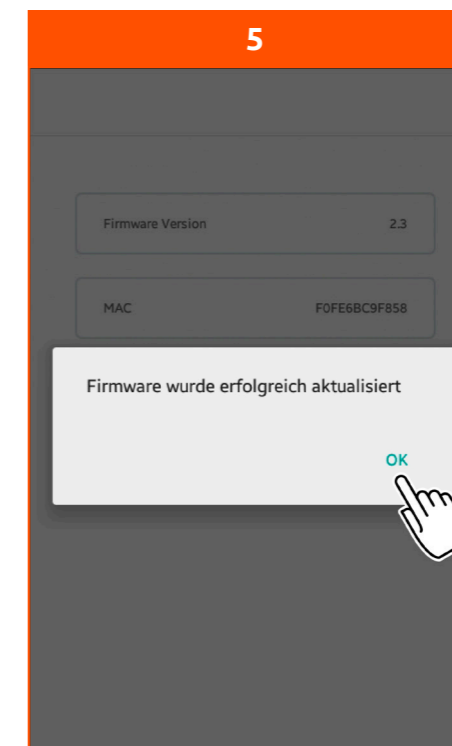 5
Firmware Version 2.3
MAC F0FE6BC9F858
Firmware wurde erfolgreich aktualisiert
OK